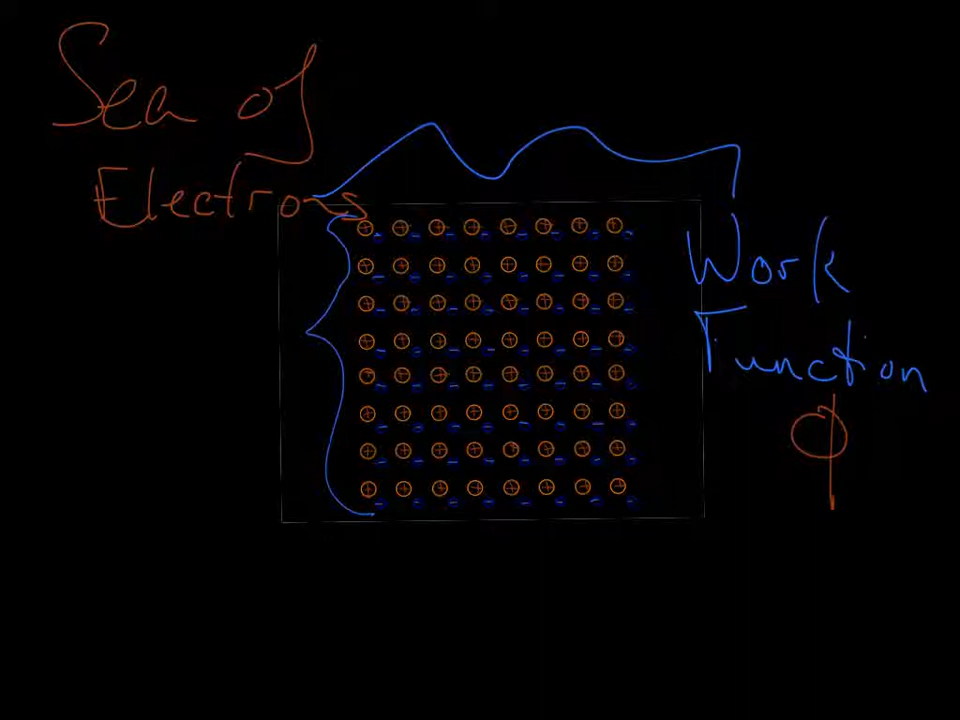 Sea of
Electrons
Work
Function
ϕ